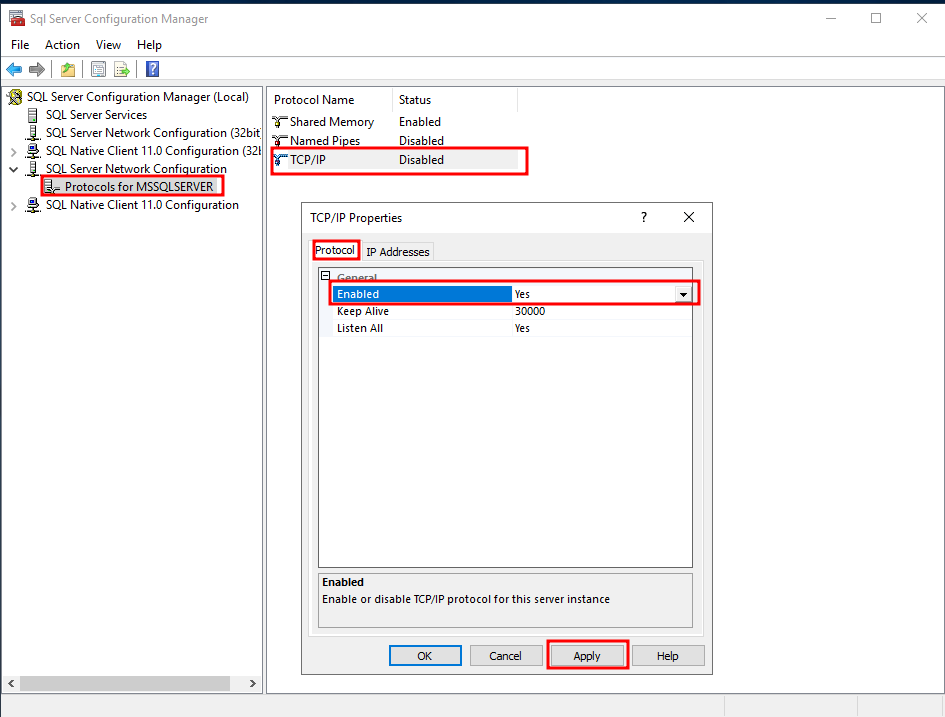 Sql Server Configuration Manager
File Action View Help
SQL Server Configuration Manager (Local)
SQL Server Services
SQL Server Network Configuration (32bit
SQL Native Client 11.0 Configuration (32b
SQL Server Network Configuration
Protocols for MSSQLSERVER
SQL Native Client 11.0 Configuration
Protocol Name Status
Shared Memory Enabled
Named Pipes Disabled
TCP/IP Disabled
TCP/IP Properties
Protocol IP Addresses
General
Enabled Yes
Keep Alive 30000
Listen All Yes
Enabled
Enable or disable TCP/IP protocol for this server instance
OK Cancel Apply Help